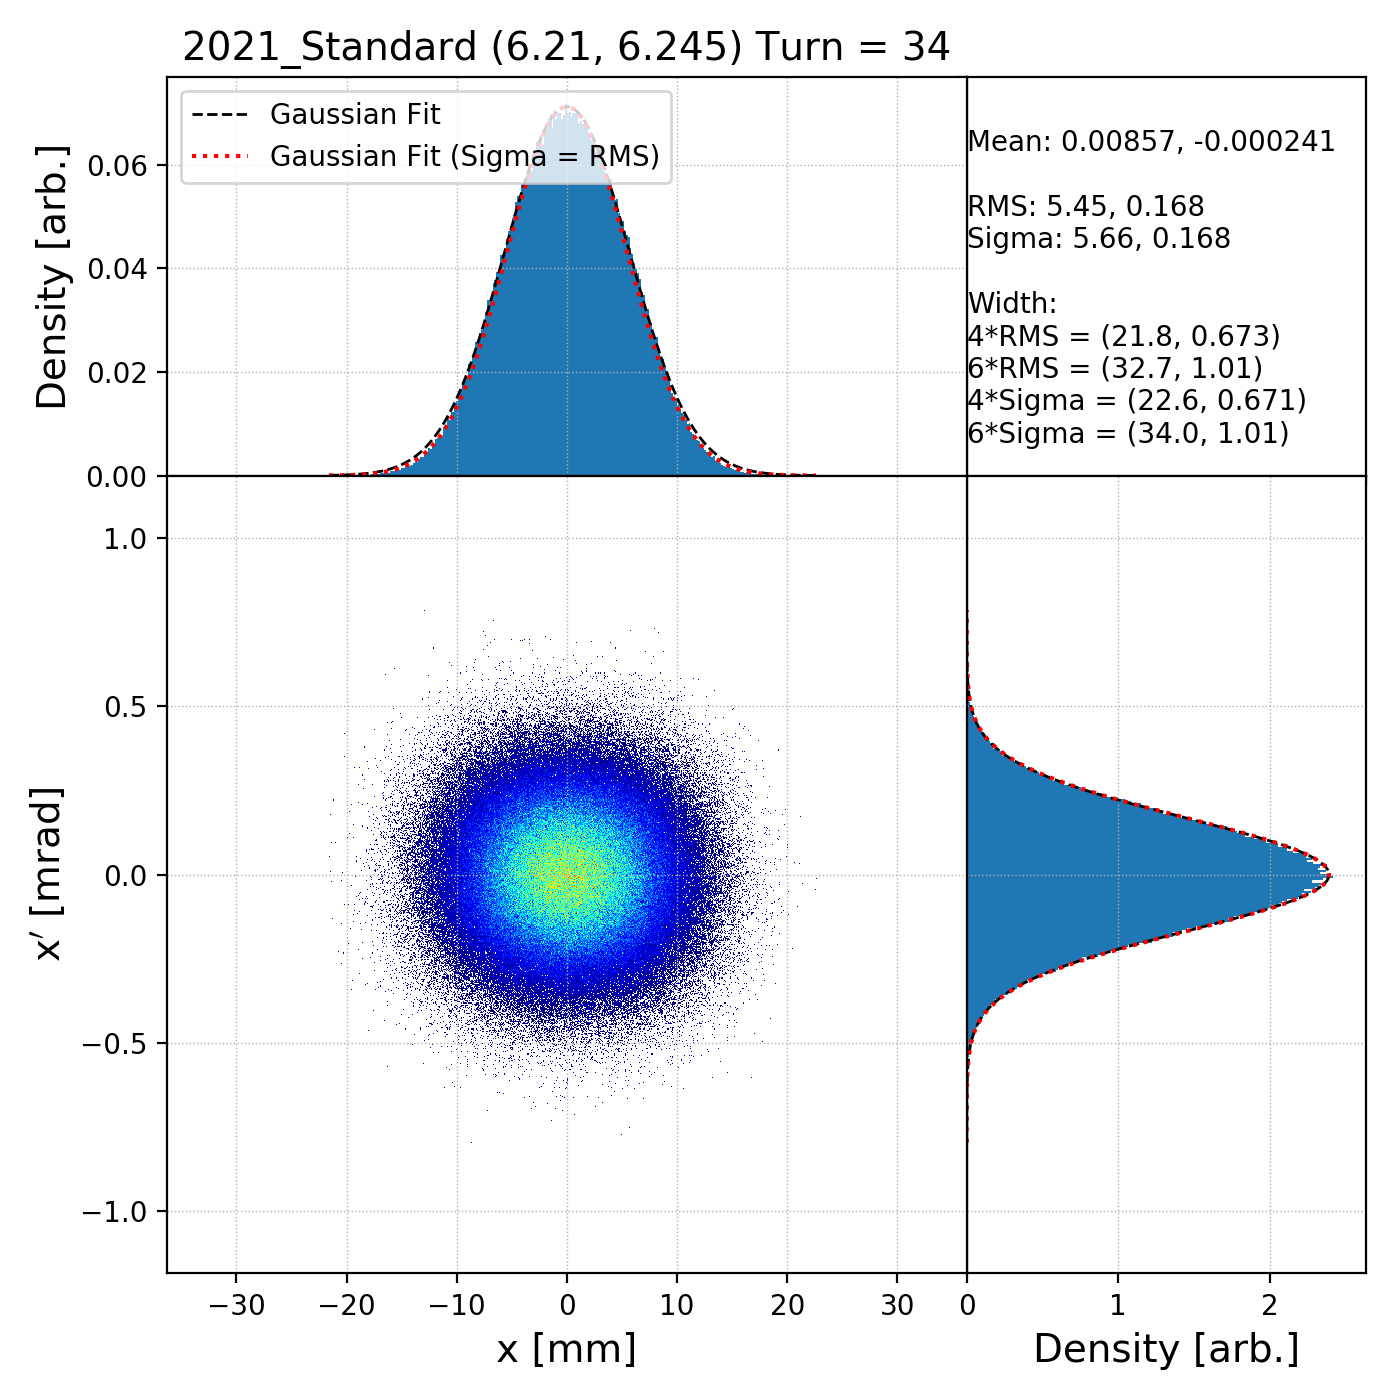 2021_Standard (6.21, 6.245) Turn = 34
Gaussian Fit
Gaussian Fit (Sigma = RMS)
Density [arb.]
0.06
0.04
0.02
0.00
Mean: 0.00857, -0.000241
RMS: 5.45, 0.168
Sigma: 5.66, 0.168
Width:
4*RMS = (21.8, 0.673)
6*RMS = (32.7, 1.01)
4*Sigma = (22.6, 0.671)
6*Sigma = (34.0, 1.01)
x′ [mrad]
1.0
0.5
0.0
−0.5
−1.0
−30 −20 −10 0 10 20 30
x [mm]
0 1 2
Density [arb.]